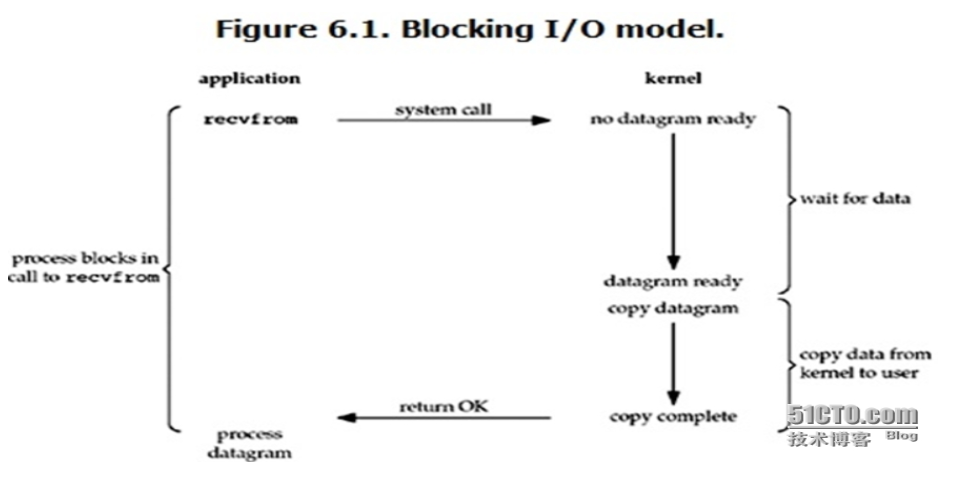 Figure 6.1. Blocking I/O model.
application
kernel
recvfrom
system call
no datagram ready
wait for data
process blocks in
call to recvfrom
datagram ready
copy datagram
copy data from
kernel to user
return OK
copy complete
process
datagram
51CTO.com
技术博客 Blog